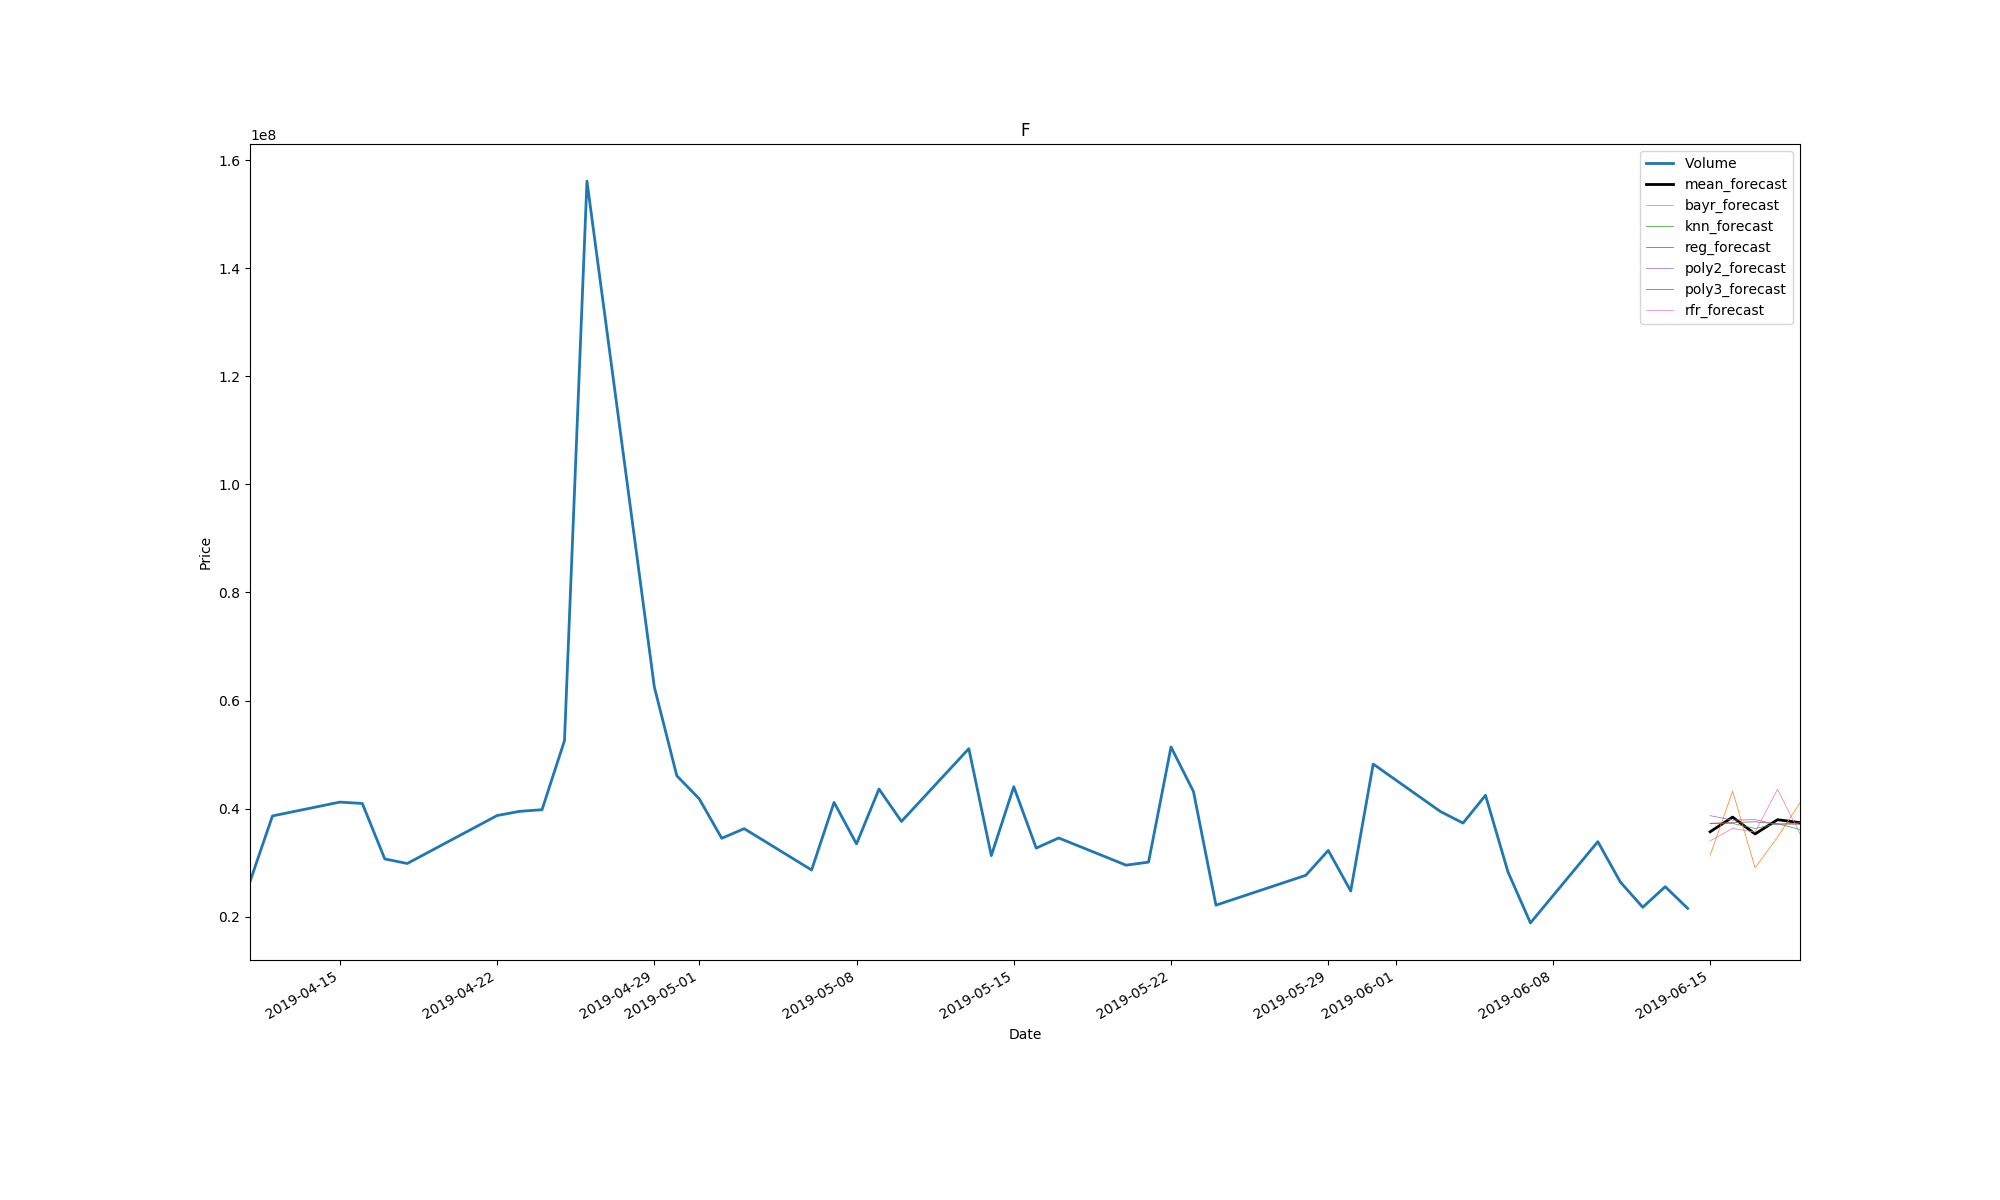 F
1e8
1.6
1.4
1.2
1.0
0.8
0.6
0.4
0.2
Price
Volume
mean_forecast
bayr_forecast
knn_forecast
reg_forecast
poly2_forecast
poly3_forecast
rfr_forecast
2019-04-15
2019-04-22
2019-04-29
2019-05-01
2019-05-08
2019-05-15
2019-05-22
2019-05-29
2019-06-01
2019-06-08
2019-06-15
Date